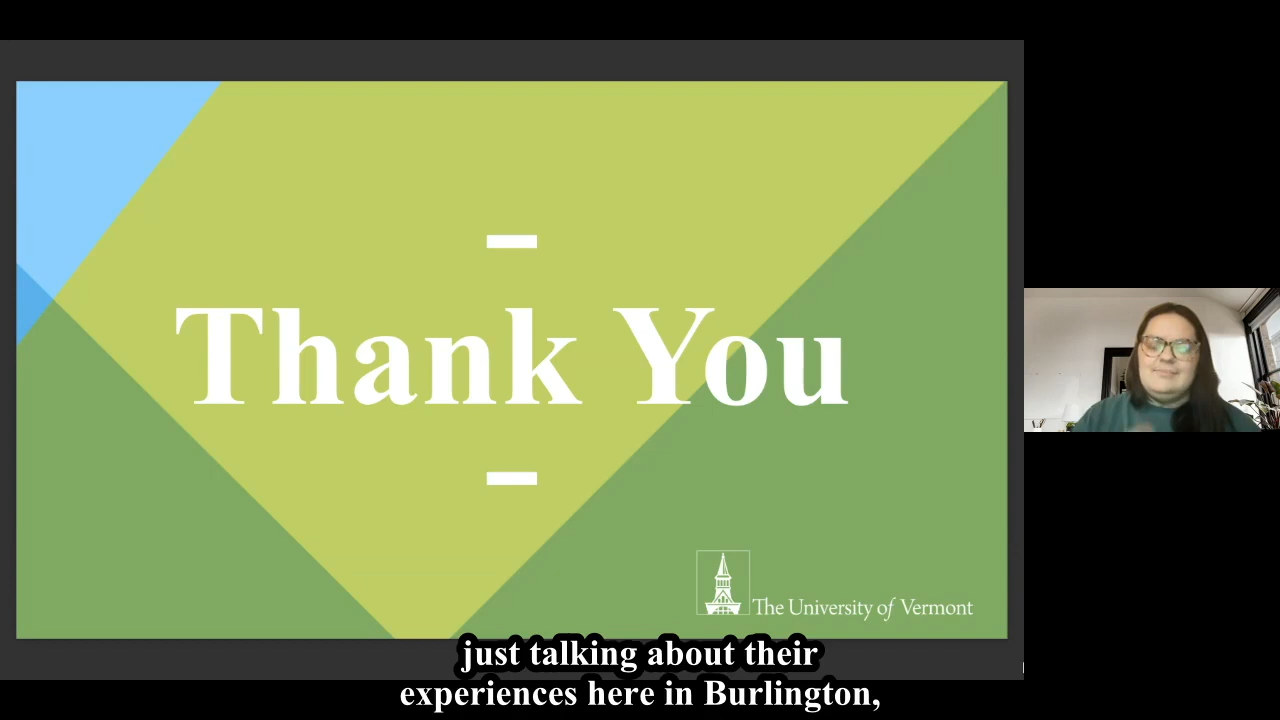 Thank You
The University of Vermont
just talking about their
experiences here in Burlington,